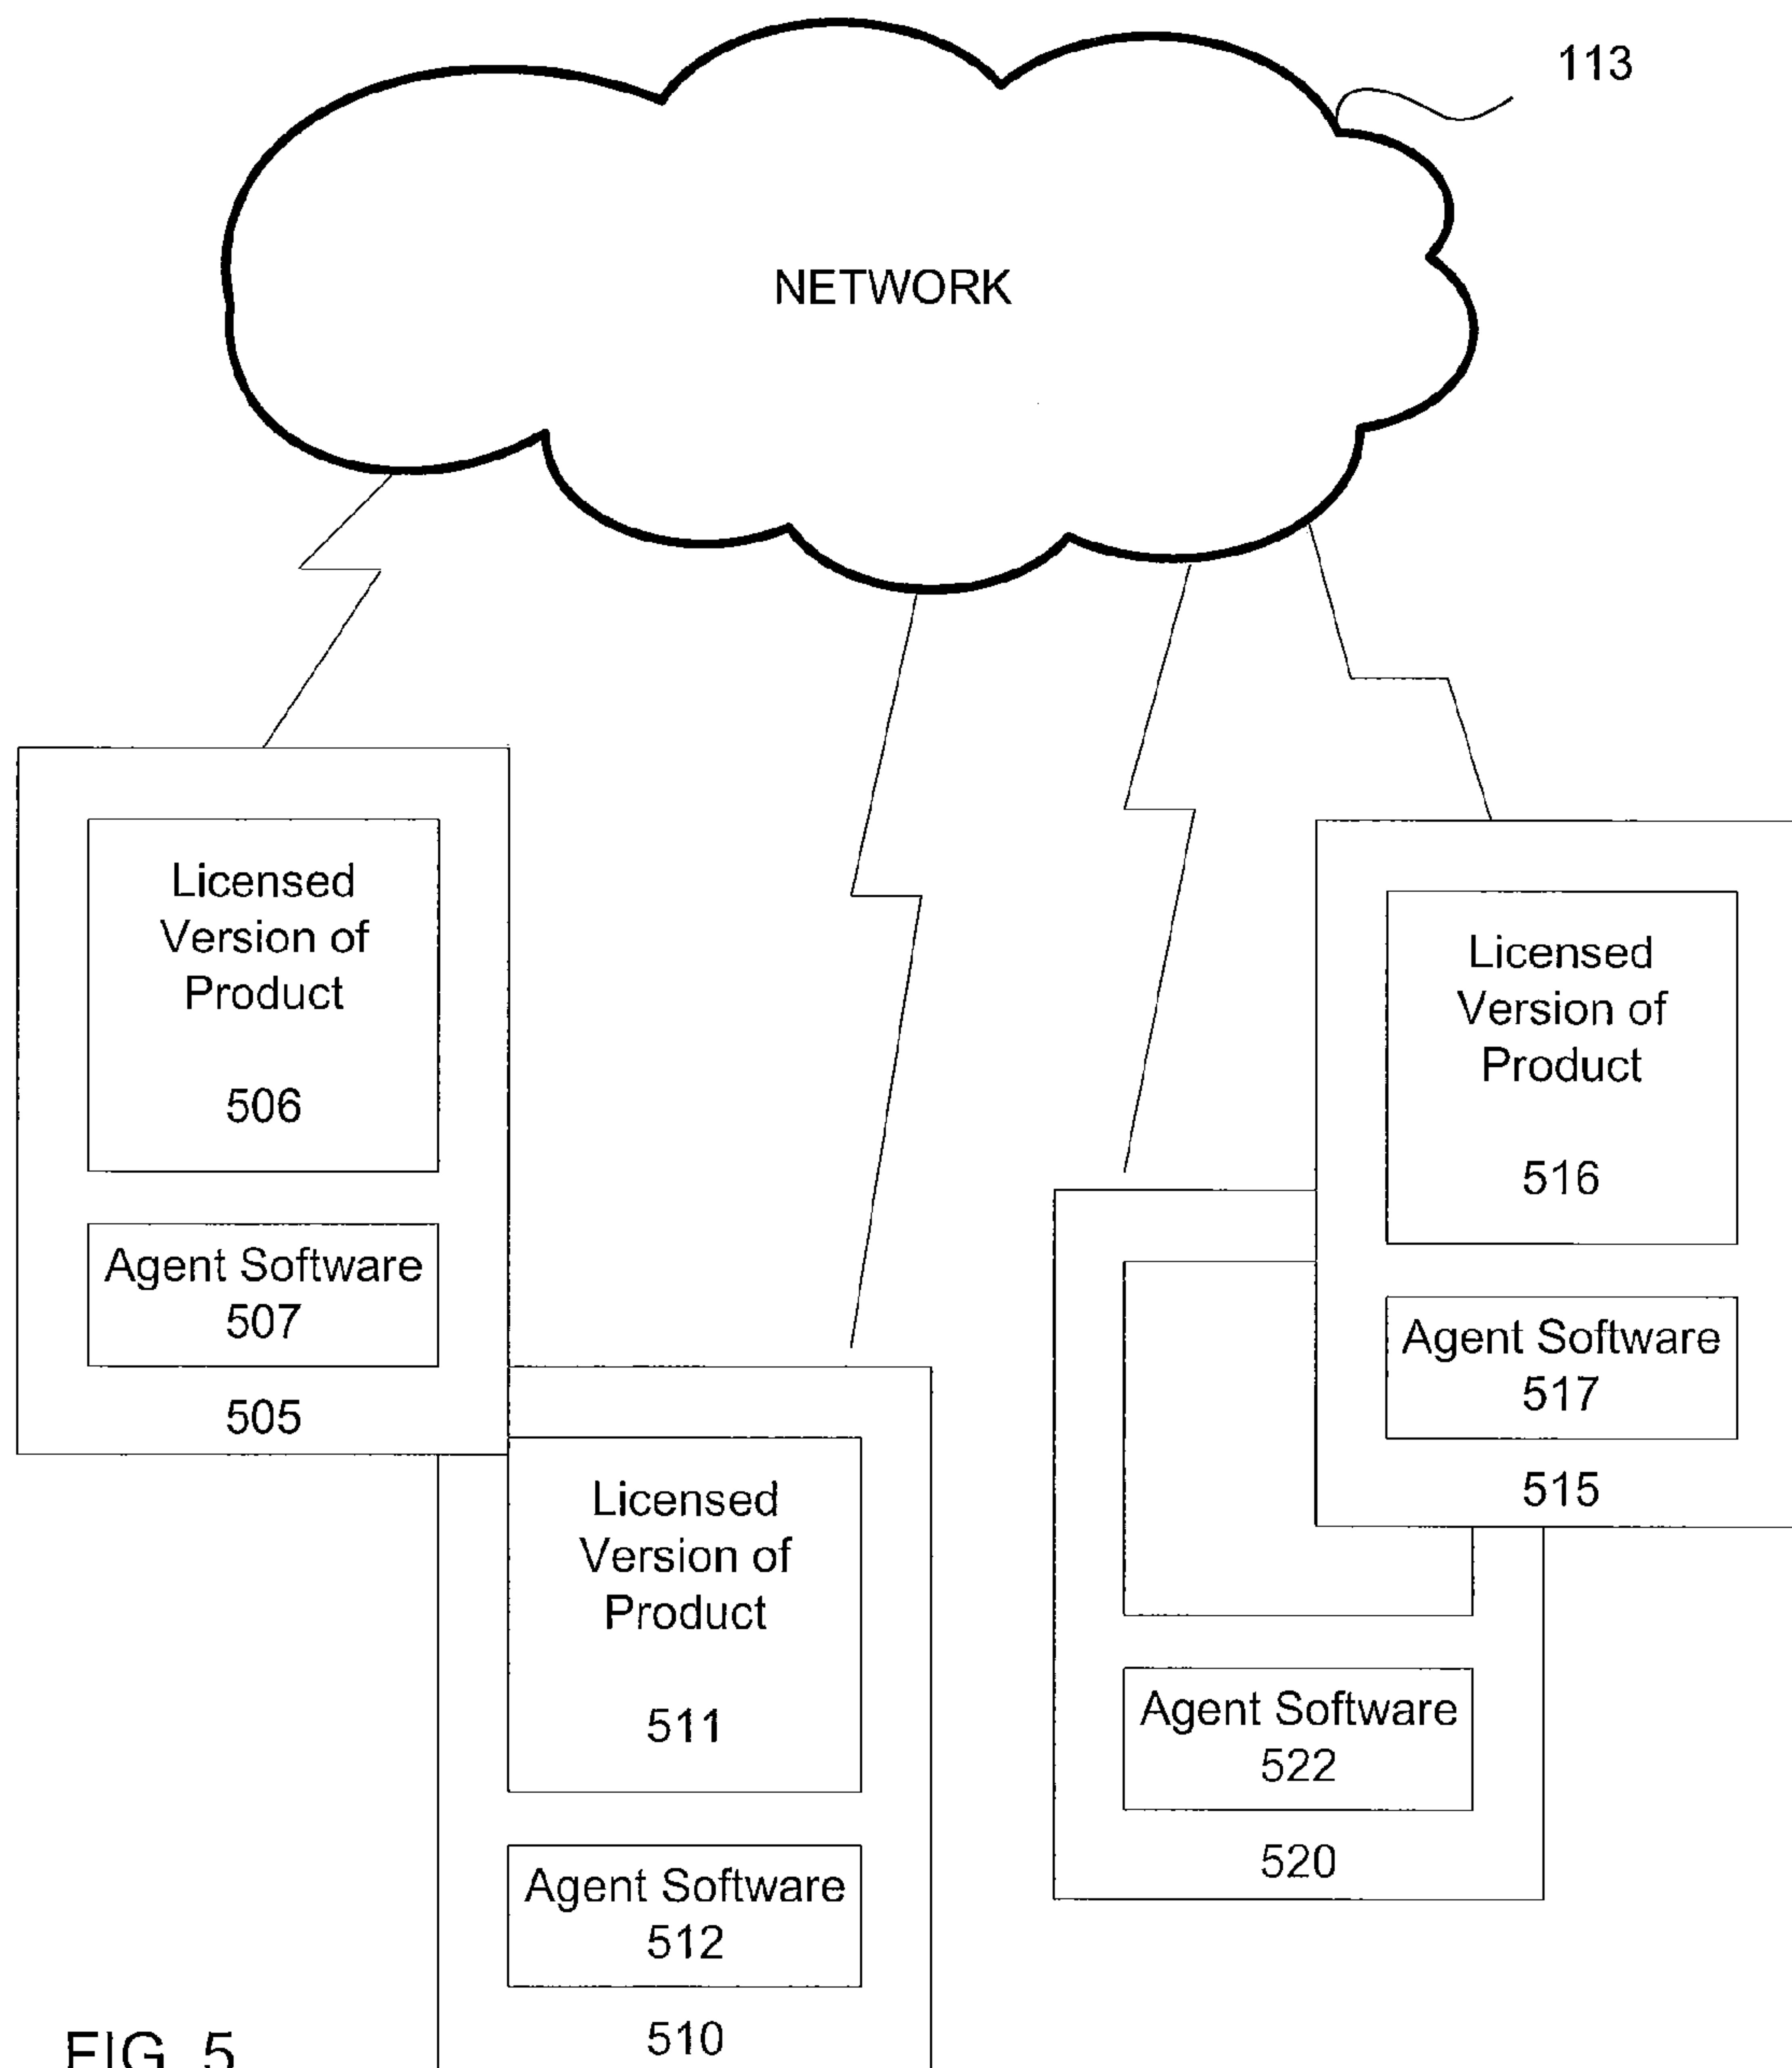 113
NETWORK
Licensed
Version of
Product
506
Agent Software
507
505
Licensed
Version of
Product
516
Agent Software
517
515
Licensed
Version of
Product
511
Agent Software
512
510
Agent Software
522
520
FIG. 5